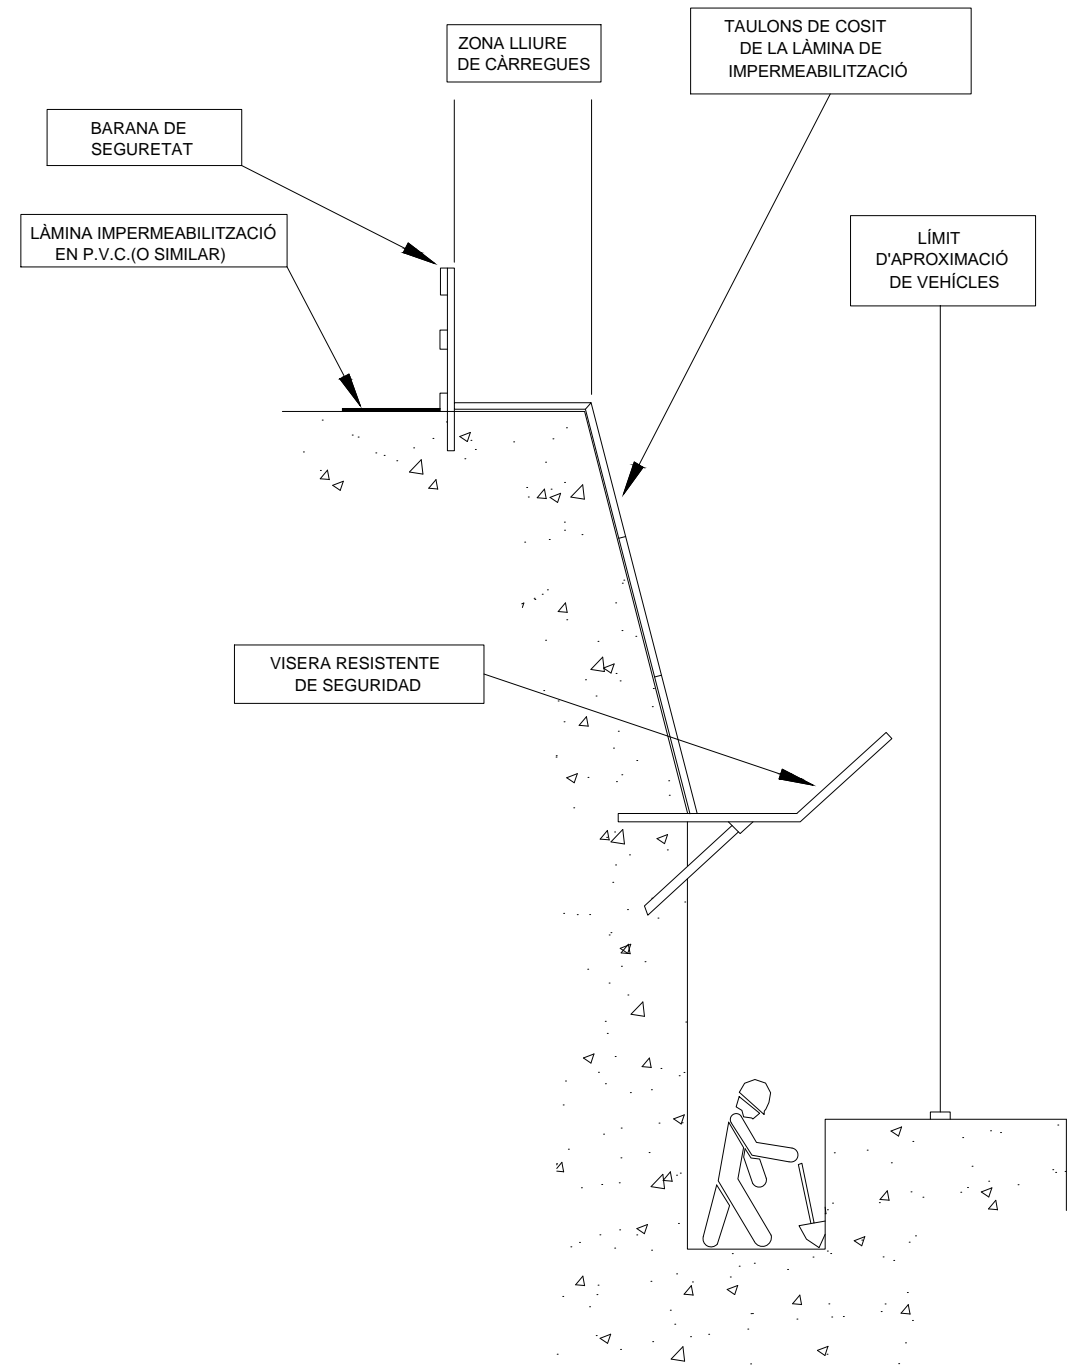 ZONA LLIURE
DE CÀRREGUES
TAULONS DE COSIT
DE LA LÀMINA DE
IMPERMEABILITZACIÓ
BARANA DE
SEGURETAT
LÀMINA IMPERMEABILITZACIÓ
EN P.V.C.(O SIMILAR)
LÍMIT
D'APROXIMACIÓ
DE VEHÍCLES
VISERA RESISTENTE
DE SEGURIDAD